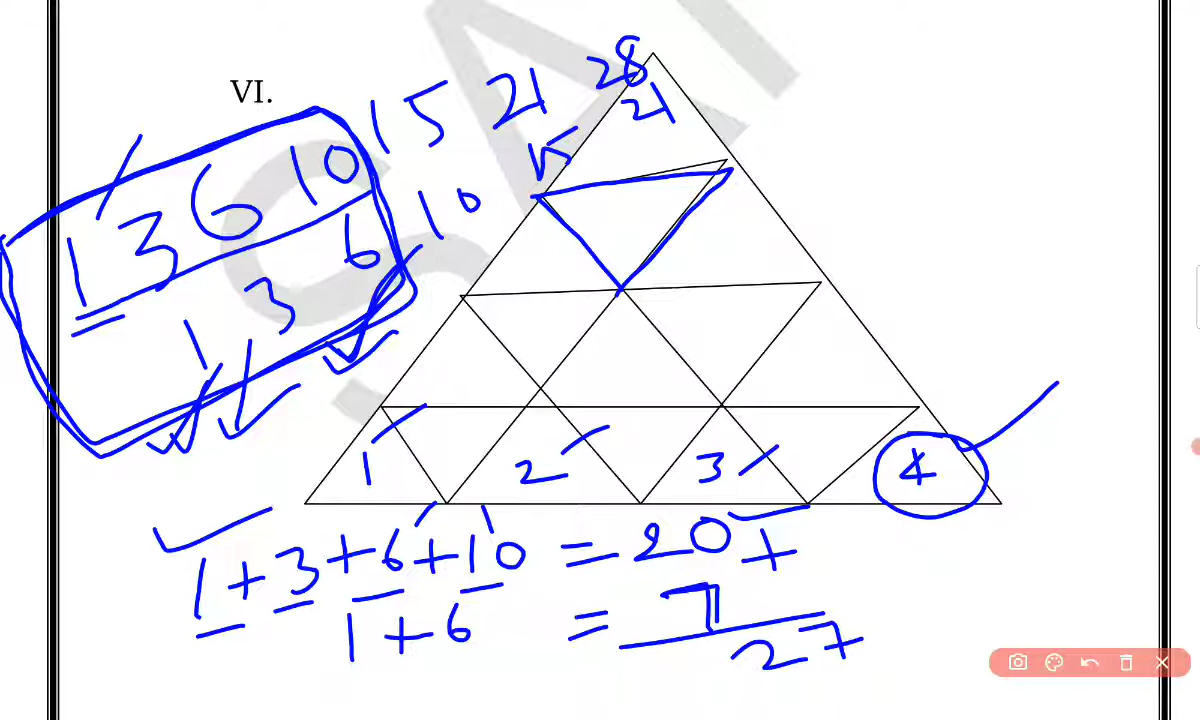 VI.
1 3 6 10 15 21 28
1 3 6 10 15 21
1 2 3 4
1+3+6+10 = 20+
1+6 = 7
27